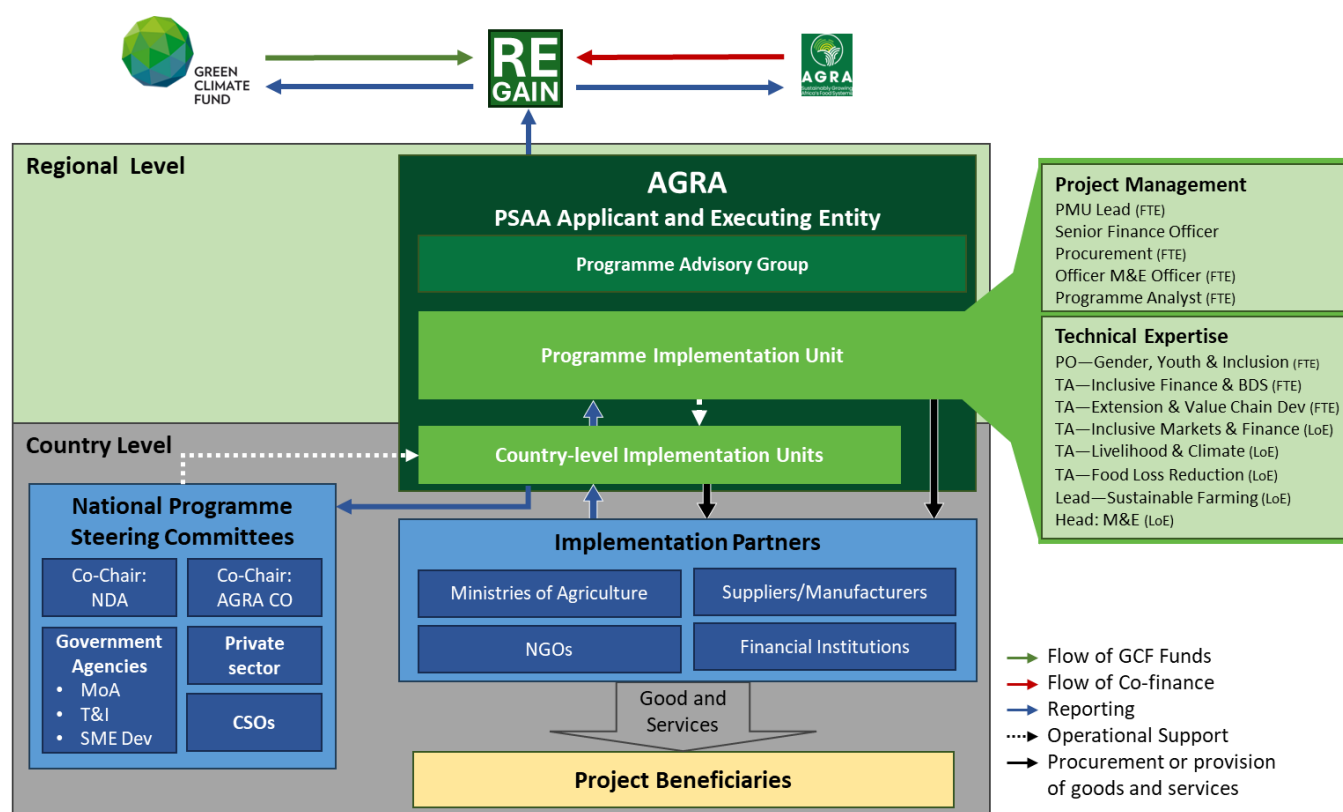 GREEN
CLIMATE
FUND
RE
GAIN
AGRA
Sustainably Growing
Africa's Food Systems
Regional Level
AGRA
PSAA Applicant and Executing Entity
Programme Advisory Group
Programme Implementation Unit
Project Management
PMU Lead (FTE)
Senior Finance Officer
Procurement (FTE)
Officer M&E Officer (FTE)
Programme Analyst (FTE)
Technical Expertise
PO—Gender, Youth & Inclusion (FTE)
TA—Inclusive Finance & BDS (FTE)
TA—Extension & Value Chain Dev (FTE)
TA—Inclusive Markets & Finance (LoE)
TA—Livelihood & Climate (LoE)
TA—Food Loss Reduction (LoE)
Lead—Sustainable Farming (LoE)
Head: M&E (LoE)
Country Level
Country-level Implementation Units
National Programme
Steering Committees
Co-Chair:
NDA
Co-Chair:
AGRA CO
Government
Agencies
• MoA
• T&I
• SME Dev
Private
sector
CSOs
Implementation Partners
Ministries of Agriculture
Suppliers/Manufacturers
NGOs
Financial Institutions
Good and
Services
Project Beneficiaries
Flow of GCF Funds
Flow of Co-finance
Reporting
Operational Support
Procurement or provision
of goods and services